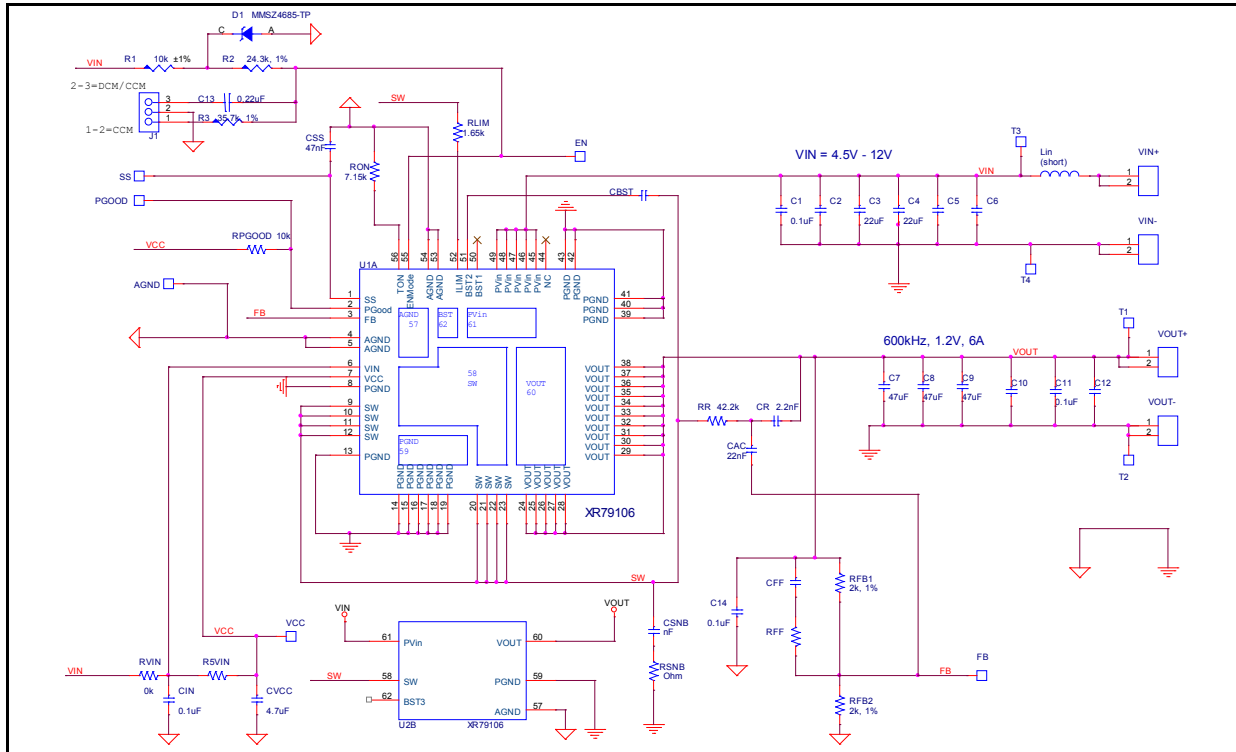 D1 MMSZ4685-TP
C A
VIN R1 10k ±1% R2 24.3k, 1%
2-3=DCM/CCM
3
2
1
C13 0.22uF
R3 35.7k, 1%
1-2=CCM
J1
SW
RLIM
1.65k
CSS
47nF
RON
7.15k
EN
SS
PGOOD
VCC
RPGOOD 10k
AGND
FB
CBST
VIN = 4.5V - 12V
VIN
T3
Lin
(short)
VIN+
1
2
C1
0.1uF
C2
C3
22uF
C4
22uF
C5
C6
VIN-
1
2
T4
U1A
56 55 54 53 52 51 50 49 48 47 46 45 44 43 42
TON
ENMode
AGND
AGND
ILIM
BST2
BST1
PVin
PVin
PVin
PVin
PVin
NC
PGND
PGND
1 SS
2 PGood
3 FB
4 AGND
5 AGND
6 VIN
7 VCC
8 PGND
9 SW
10 SW
11 SW
12 SW
13 PGND
AGND
57
BST
62
PVin
61
58
SW
VOUT
60
PGND
59
PGND 41
PGND 40
PGND 39
VOUT 38
VOUT 37
VOUT 36
VOUT 35
VOUT 34
VOUT 33
VOUT 32
VOUT 31
VOUT 30
VOUT 29
PGND
PGND
PGND
PGND
PGND
PGND
SW
SW
SW
SW
VOUT
VOUT
VOUT
VOUT
VOUT
14 15 16 17 18 19 20 21 22 23 24 25 26 27 28
XR79106
600kHz, 1.2V, 6A
VOUT
T1
VOUT+
1
2
C7
47uF
C8
47uF
C9
47uF
C10
C11
0.1uF
C12
VOUT-
1
2
T2
RR 42.2k
CR 2.2nF
CAC
22nF
SW
CSNB
nF
RSNB
Ohm
C14
0.1uF
CFF
RFF
RFB1
2k, 1%
RFB2
2k, 1%
FB
FB
VCC
VCC
VIN
RVIN
0k
R5VIN
CIN
0.1uF
CVCC
4.7uF
VIN
VOUT
61 PVin
VOUT 60
SW
58 SW
PGND 59
62 BST3
AGND 57
U2B
XR79106